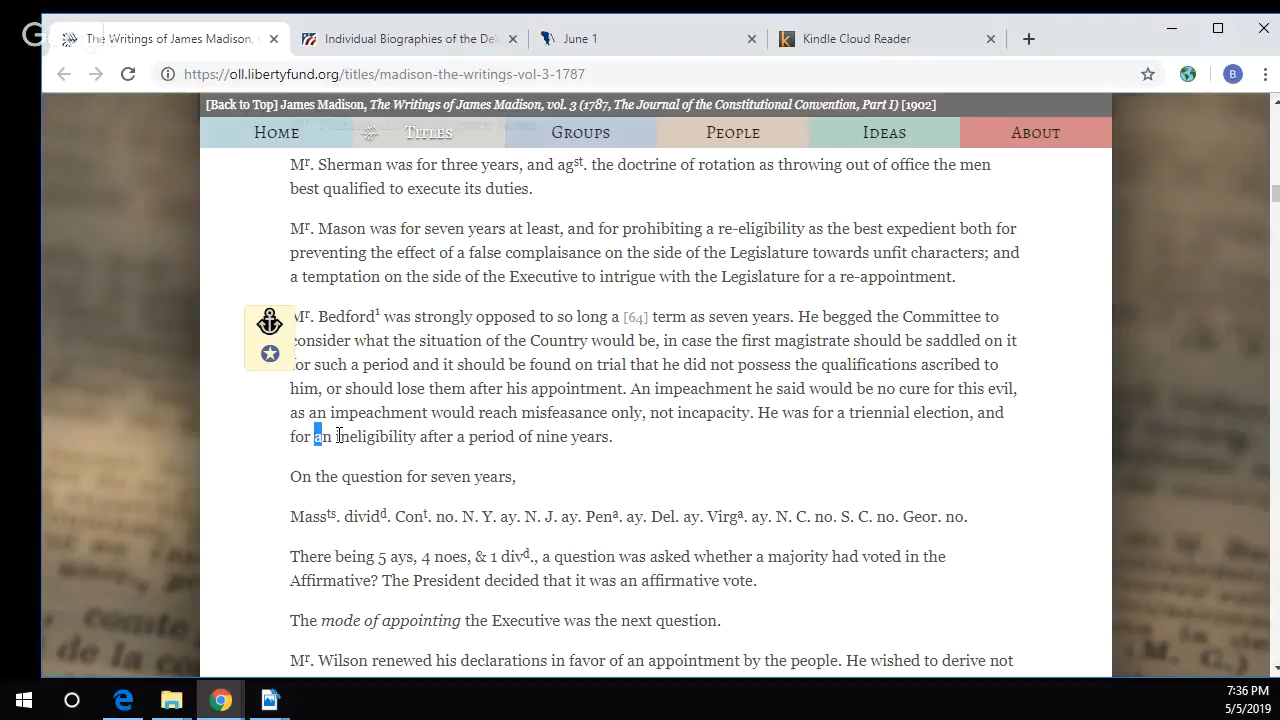 The Writings of James Madison,
Individual Biographies of the De
June 1
Kindle Cloud Reader
https://oll.libertyfund.org/titles/madison-the-writings-vol-3-1787
B
[Back to Top] James Madison, The Writings of James Madison, vol. 3 (1787, The Journal of the Constitutional Convention, Part I) [1902]
Home Titles Groups People Ideas About
Mr. Sherman was for three years, and agst. the doctrine of rotation as throwing out of office the men
best qualified to execute its duties.
Mr. Mason was for seven years at least, and for prohibiting a re-eligibility as the best expedient both for
preventing the effect of a false complaisance on the side of the Legislature towards unfit characters; and
a temptation on the side of the Executive to intrigue with the Legislature for a re-appointment.
Mr. Bedford1 was strongly opposed to so long a [64] term as seven years. He begged the Committee to
consider what the situation of the Country would be, in case the first magistrate should be saddled on it
for such a period and it should be found on trial that he did not possess the qualifications ascribed to
him, or should lose them after his appointment. An impeachment he said would be no cure for this evil,
as an impeachment would reach misfeasance only, not incapacity. He was for a triennial election, and
for an ineligibility after a period of nine years.
On the question for seven years,
Massts. dividd. Cont. no. N. Y. ay. N. J. ay. Pena. ay. Del. ay. Virga. ay. N. C. no. S. C. no. Geor. no.
There being 5 ays, 4 noes, & 1 divd., a question was asked whether a majority had voted in the
Affirmative? The President decided that it was an affirmative vote.
The mode of appointing the Executive was the next question.
Mr. Wilson renewed his declarations in favor of an appointment by the people. He wished to derive not
7:36 PM
5/5/2019